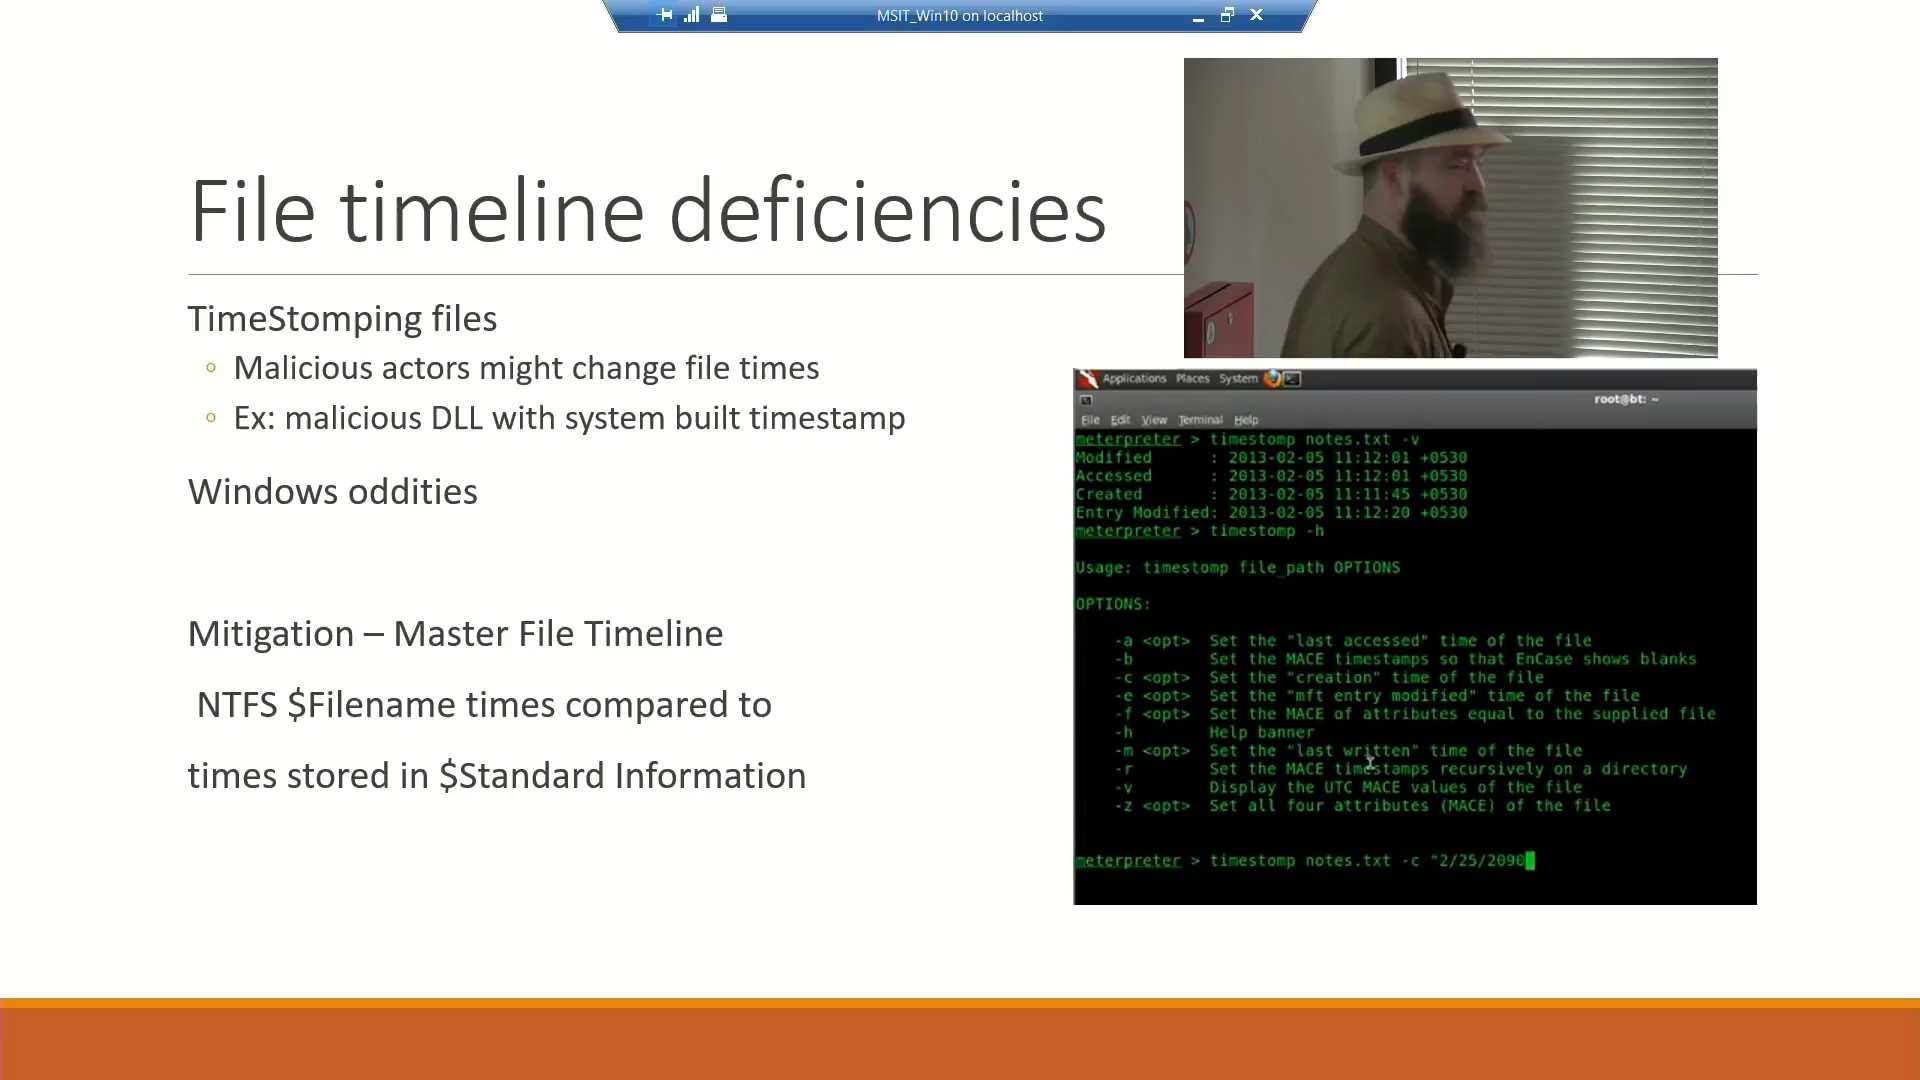 MSIT_Win10 on localhost
File timeline deficiencies
TimeStomping files
Malicious actors might change file times
Ex: malicious DLL with system built timestamp
Windows oddities
Mitigation – Master File Timeline
NTFS $Filename times compared to
times stored in $Standard Information
Applications Places System
root@bt: ~
File Edit View Terminal Help
meterpreter > timestomp notes.txt -v
Modified : 2013-02-05 11:12:01 +0530
Accessed : 2013-02-05 11:12:01 +0530
Created : 2013-02-05 11:11:45 +0530
Entry Modified: 2013-02-05 11:12:20 +0530
meterpreter > timestomp -h
Usage: timestomp file_path OPTIONS
OPTIONS:
-a <opt> Set the "last accessed" time of the file
-b Set the MACE timestamps so that EnCase shows blanks
-c <opt> Set the "creation" time of the file
-e <opt> Set the "mft entry modified" time of the file
-f <opt> Set the MACE of attributes equal to the supplied file
-h Help banner
-m <opt> Set the "last written" time of the file
-r Set the MACE timestamps recursively on a directory
-v Display the UTC MACE values of the file
-z <opt> Set all four attributes (MACE) of the file
meterpreter > timestomp notes.txt -c "2/25/2090